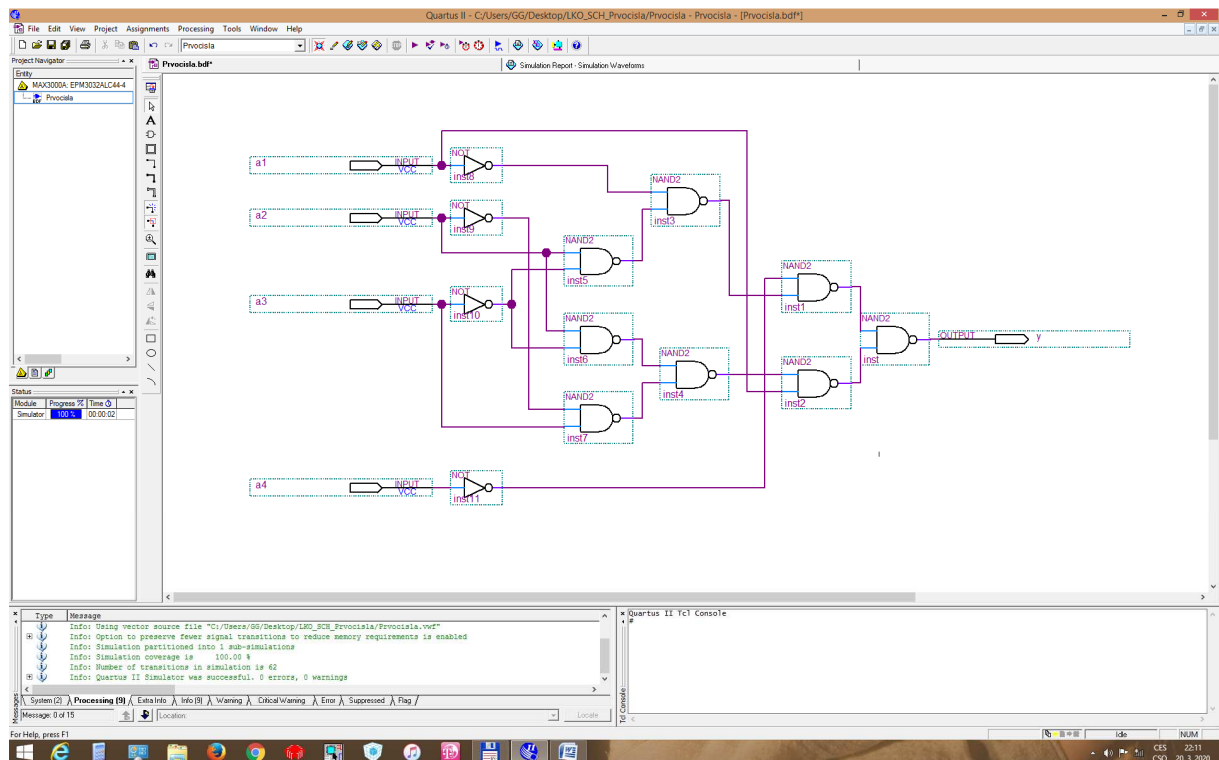 Quartus II - C:/Users/GG/Desktop/LKO_SCH_Prvocisla/Prvocisla - Prvocisla - [Prvocisla.bdf*]
File Edit View Project Assignments Processing Tools Window Help
Prvocisla
Project Navigator
Prvocisla.bdf*
Simulation Report - Simulation Waveforms
Entity
MAX3000A: EPM3032ALC44-4
Prvocisla
a1
INPUT
VCC
NOT
inst8
NAND2
inst3
a2
INPUT
VCC
NOT
inst9
NAND2
inst5
NAND2
inst1
a3
INPUT
VCC
NOT
inst10
NAND2
inst6
NAND2
inst
OUTPUT
y
NAND2
inst4
NAND2
inst2
NAND2
inst7
a4
INPUT
VCC
NOT
inst11
Status
Module Progress % Time
Simulator 100 % 00:00:02
Type Message
Info: Using vector source file "C:/Users/GG/Desktop/LKO_SCH_Prvocisla/Prvocisla.vwf"
Info: Option to preserve fewer signal transitions to reduce memory requirements is enabled
Info: Simulation partitioned into 1 sub-simulations
Info: Simulation coverage is 100.00 %
Info: Number of transitions in simulation is 62
Info: Quartus II Simulator was successful. 0 errors, 0 warnings
System (2) Processing (9) Extra Info Info (9) Warning Critical Warning Error Suppressed Flag
Messages
Message: 0 of 15
Location:
Locate
Quartus II Tcl Console
#
Tcl Console
For Help, press F1
Idle
NUM
CES
CSQ
22:11
20. 3. 2020